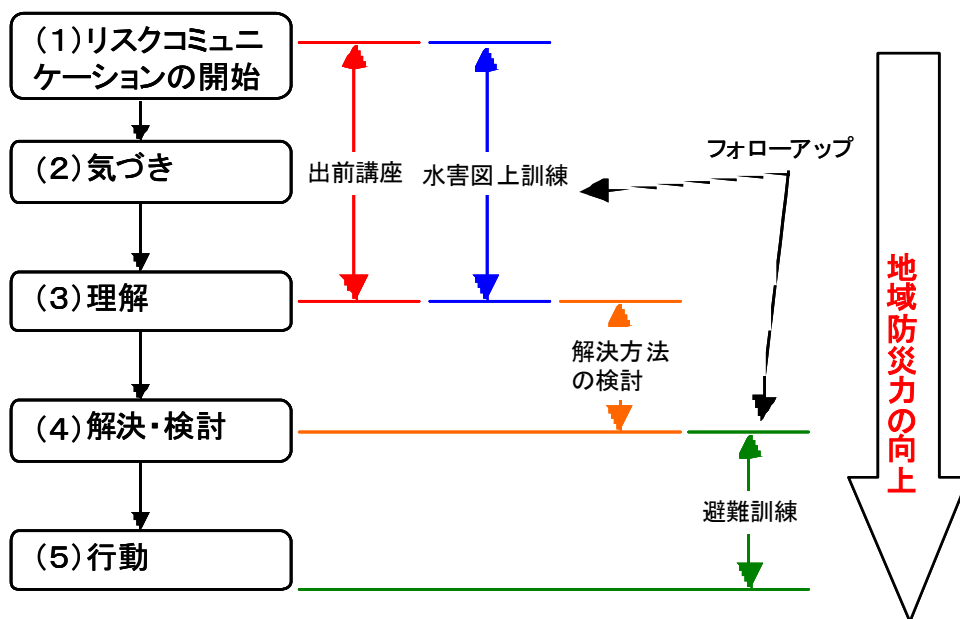 (1)リスクコミュニ
ケーションの開始
(2)気づき
出前講座
水害図上訓練
フォローアップ
(3)理解
解決方法
の検討
(4)解決・検討
避難訓練
(5)行動
地域防災力の向上